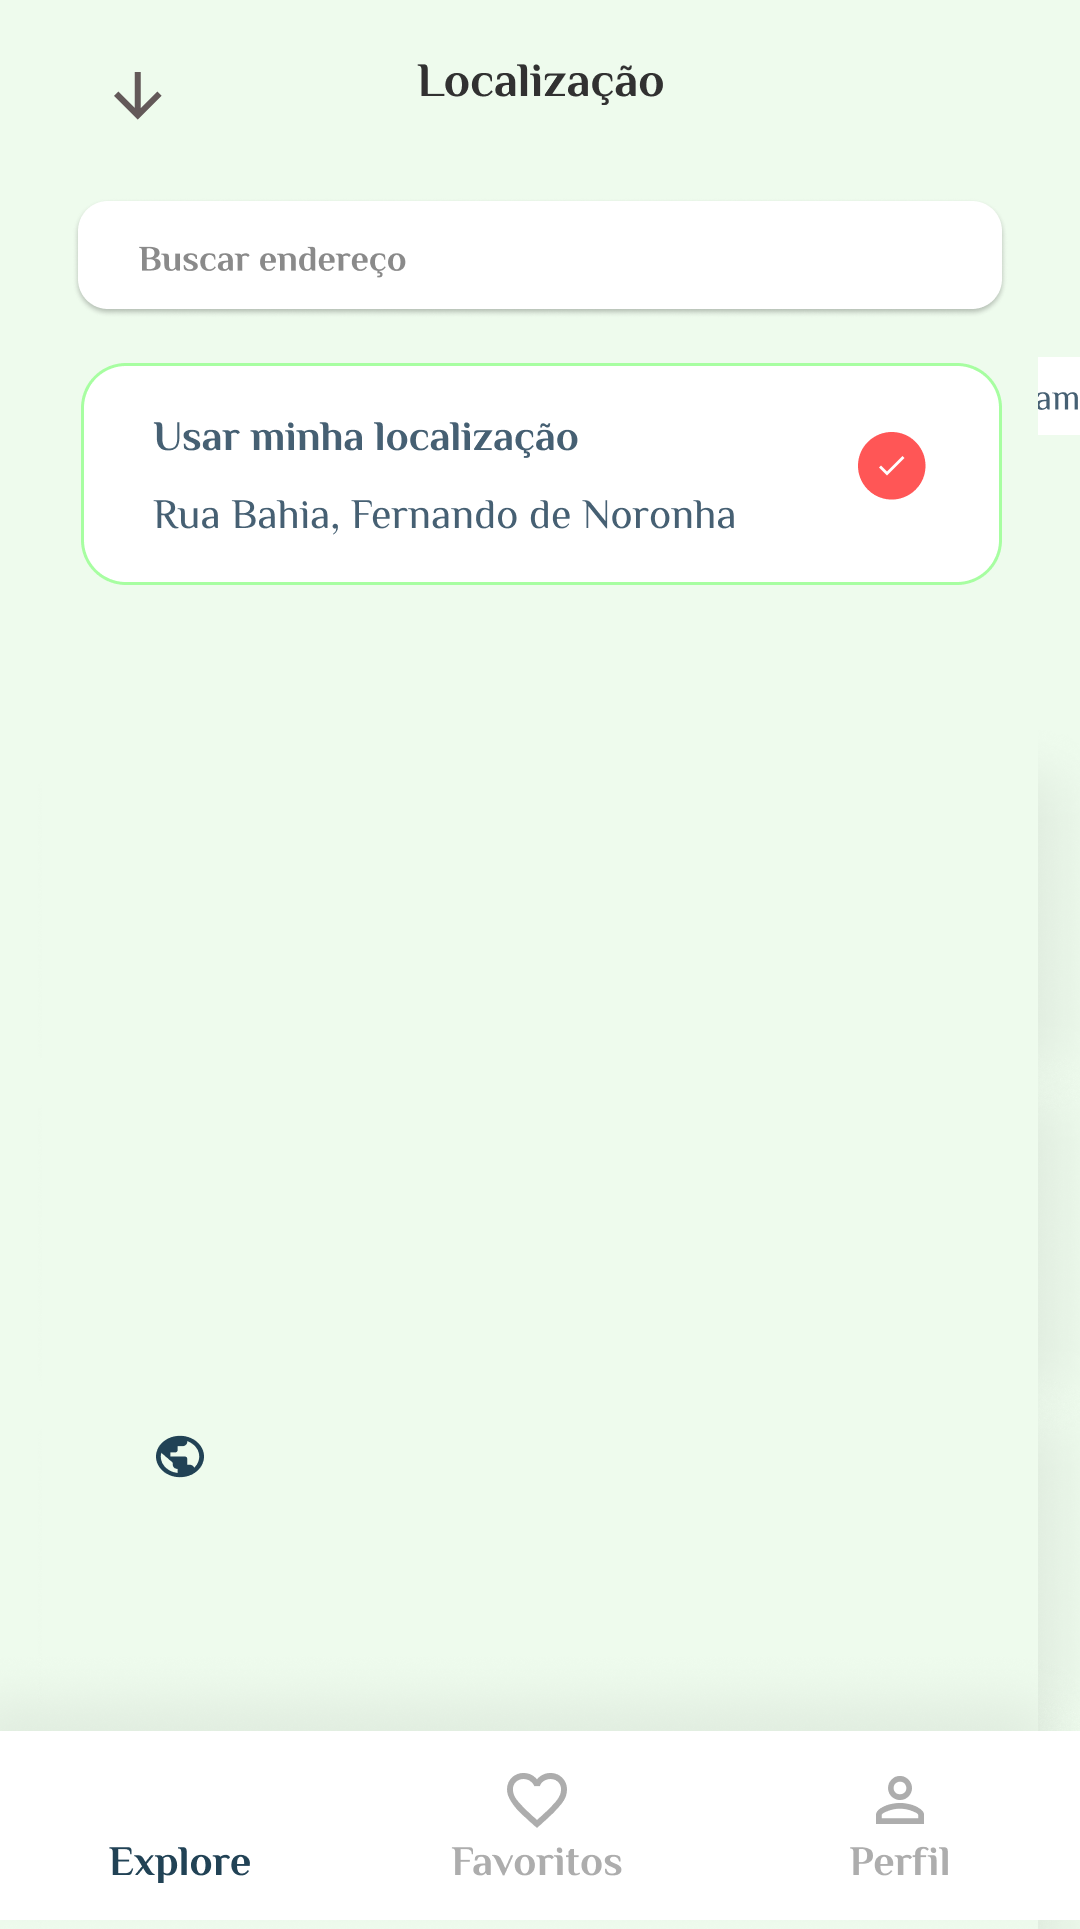 Localização
Buscar endereço
am
Usar minha localização
Rua Bahia, Fernando de Noronha
Explore
Favoritos
Perfil